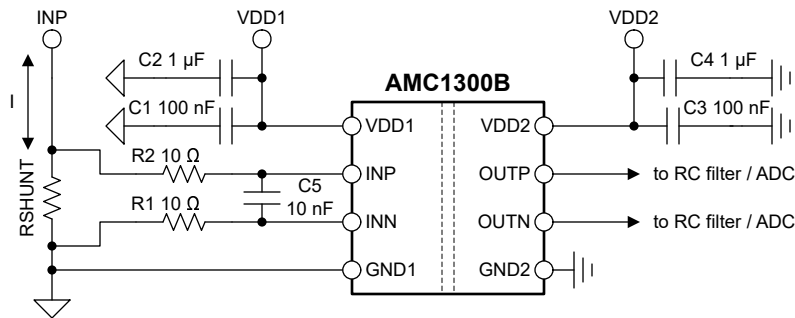 INP
VDD1
VDD2
C2 1 µF
C4 1 µF
AMC1300B
C1 100 nF
C3 100 nF
I
VDD1
VDD2
R2 10 Ω
INP
OUTP
to RC filter / ADC
C5
10 nF
RSHUNT
R1 10 Ω
INN
OUTN
to RC filter / ADC
GND1
GND2